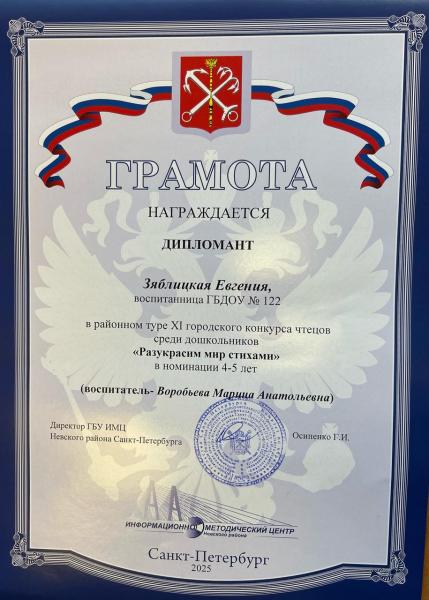 ГРАМОТА
НАГРАЖДАЕТСЯ
ДИПЛОМАНТ
Зяблицкая Евгения,
воспитанница ГБДОУ № 122
в районном туре XI городского конкурса чтецов
среди дошкольников
«Разукрасим мир стихами»
в номинации 4-5 лет
(воспитатель- Воробьева Марина Анатольевна)
Директор ГБУ ИМЦ
Невского района Санкт-Петербурга
Осипенко Г.И.
ИНФОРМАЦИОННО МЕТОДИЧЕСКИЙ ЦЕНТР
Невского района
Санкт-Петербург
2025